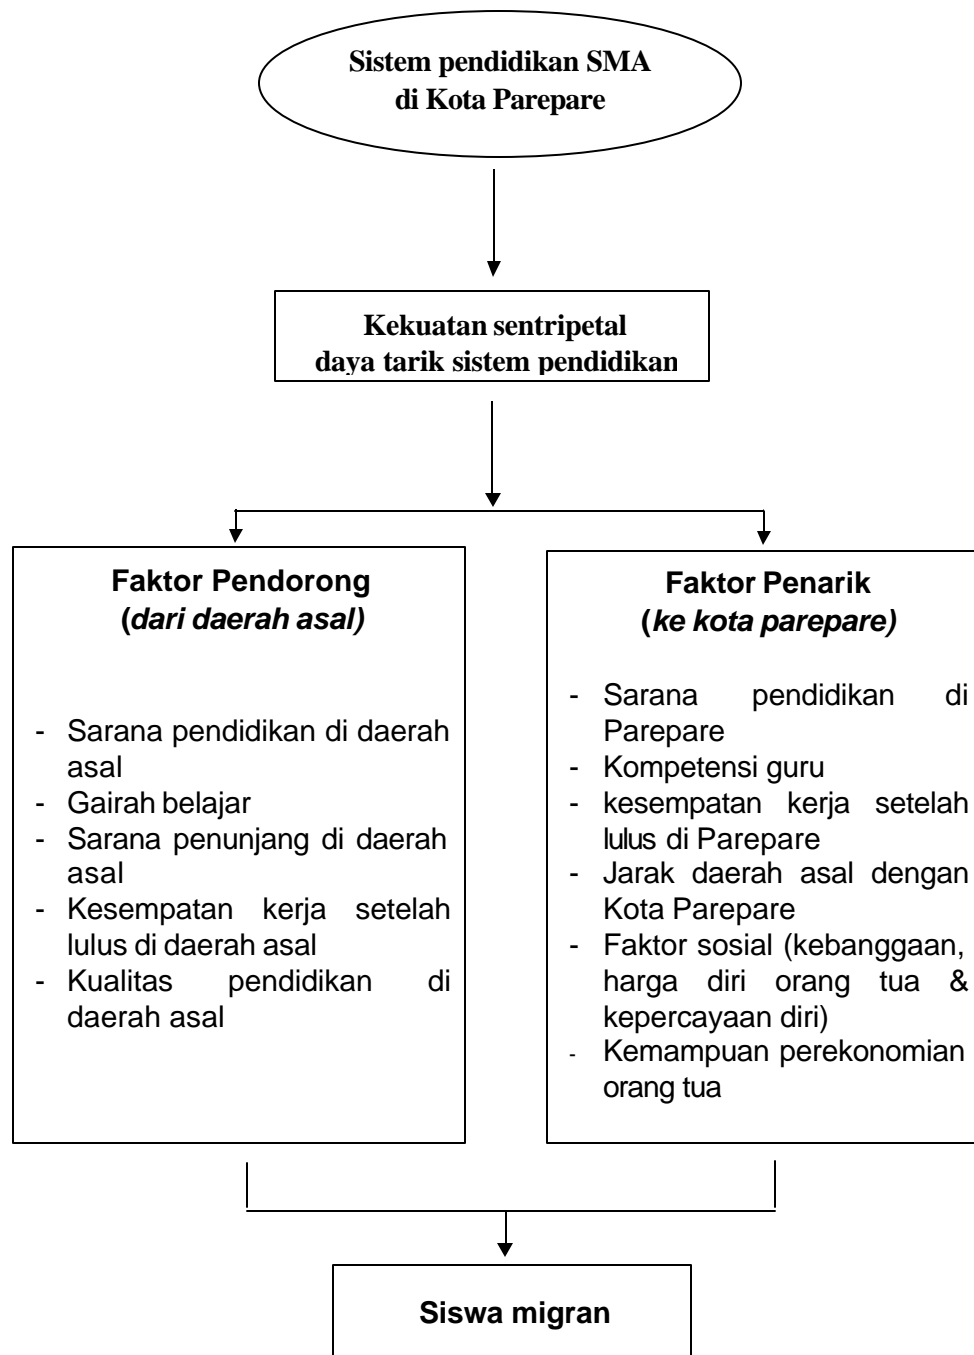 Sistem pendidikan SMA
di Kota Parepare
Kekuatan sentripetal
daya tarik sistem pendidikan
Faktor Pendorong
(dari daerah asal)
- Sarana pendidikan di daerah
asal
- Gairah belajar
- Sarana penunjang di daerah
asal
- Kesempatan kerja setelah
lulus di daerah asal
- Kualitas pendidikan di
daerah asal
Faktor Penarik
(ke kota parepare)
- Sarana pendidikan di
Parepare
- Kompetensi guru
- kesempatan kerja setelah
lulus di Parepare
- Jarak daerah asal dengan
Kota Parepare
- Faktor sosial (kebanggaan,
harga diri orang tua &
kepercayaan diri)
- Kemampuan perekonomian
orang tua
Siswa migran